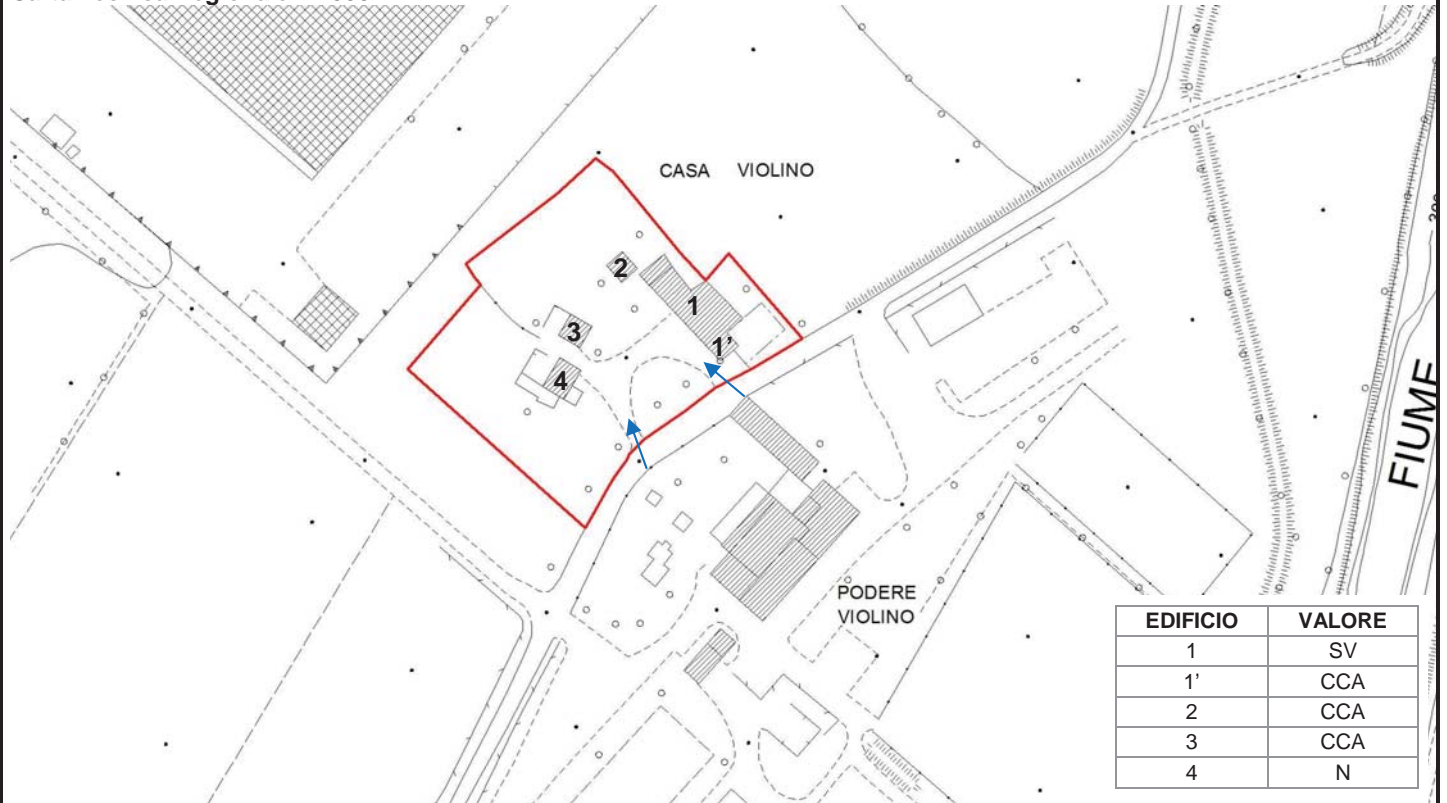 CASA VIOLINO
2
1
3
1'
4
FIUME
PODERE
VIOLINO
EDIFICIO VALORE
1 SV
1' CCA
2 CCA
3 CCA
4 N